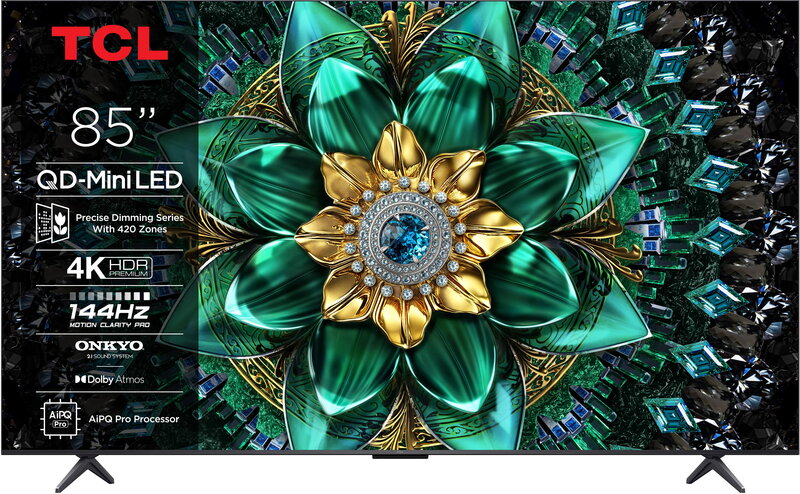 TCL
85”
QD-Mini LED
Precise Dimming Series
With 420 Zones
4K HDR
PREMIUM
144Hz
MOTION CLARITY PRO
ONKYO
2.1 SOUND SYSTEM
Dolby Atmos
AiPQ
Pro
AiPQ Pro Processor